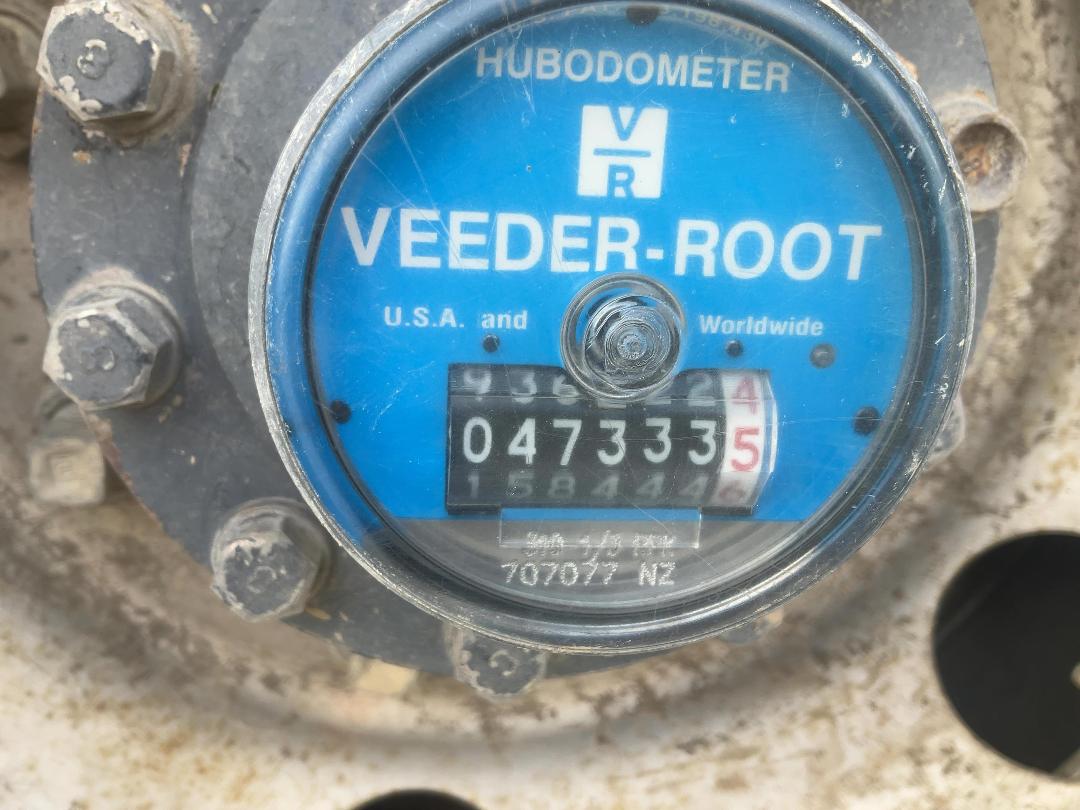 HUBODOMETER
V
R
VEEDER-ROOT
U.S.A. and Worldwide
0473335
707077 NZ